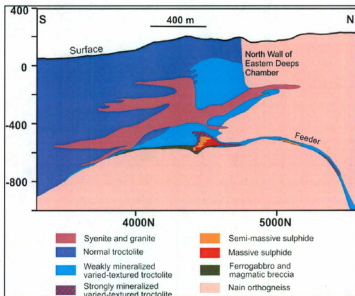 400
S
400 m
N
Surface
North Wall of
Eastern Deeps
Chamber
0
-400
Feeder
-800
4000N
5000N
Syenite and granite
Normal troctolite
Weakly mineralized
varied-textured troctolite
Strongly mineralized
varied-textured troctolite
Semi-massive sulphide
Massive sulphide
Ferrogabbro and
magmatic breccia
Nain orthogneiss